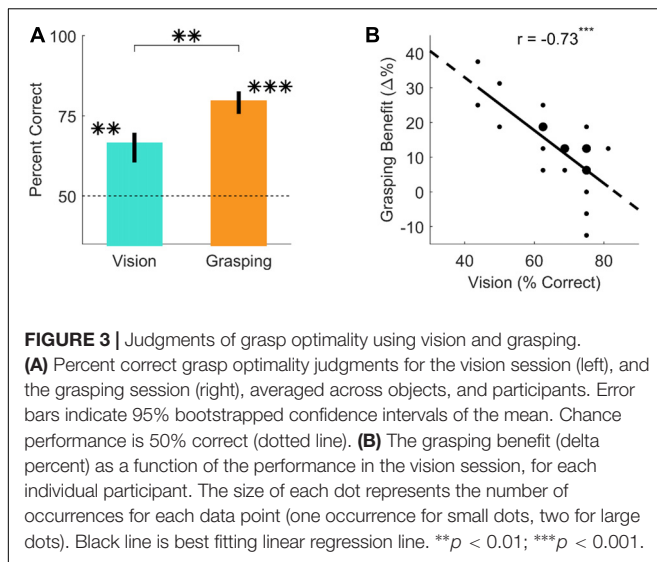 A
B
**
r = -0.73***
100
75
50
Percent Correct
**
***
Vision
Grasping
40
30
20
10
0
-10
Grasping Benefit (Δ%)
40
60
80
Vision (% Correct)
FIGURE 3 | Judgments of grasp optimality using vision and grasping.
(A) Percent correct grasp optimality judgments for the vision session (left), and
the grasping session (right), averaged across objects, and participants. Error
bars indicate 95% bootstrapped confidence intervals of the mean. Chance
performance is 50% correct (dotted line). (B) The grasping benefit (delta
percent) as a function of the performance in the vision session, for each
individual participant. The size of each dot represents the number of
occurrences for each data point (one occurrence for small dots, two for large
dots). Black line is best fitting linear regression line. **p < 0.01; ***p < 0.001.